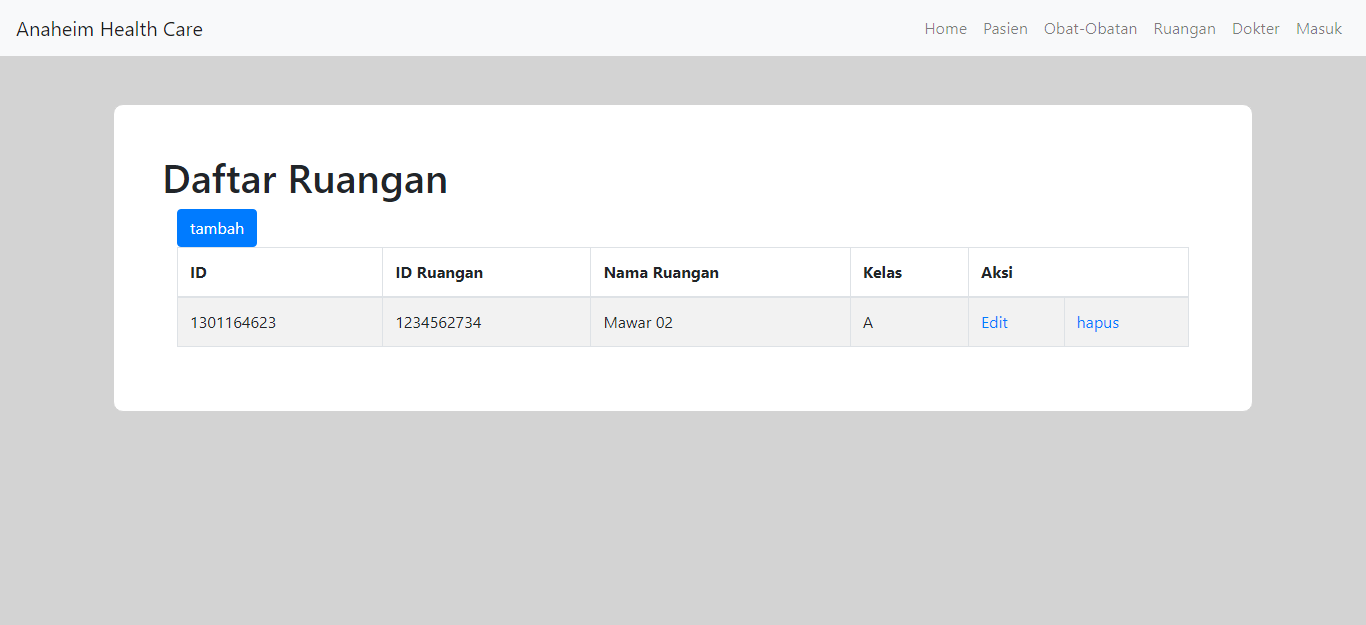 Anaheim Health Care Home Pasien Obat-Obatan Ruangan Dokter Masuk
Daftar Ruangan
tambah
ID ID Ruangan Nama Ruangan Kelas Aksi
1301164623 1234562734 Mawar 02 A Edit hapus